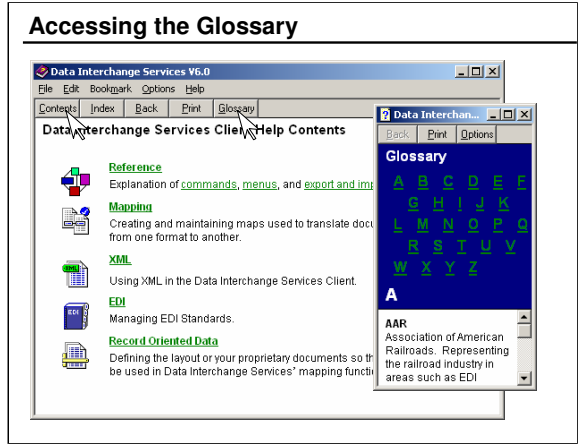 Accessing the Glossary
Data Interchange Services V6.0
File Edit Bookmark Options Help
Contents Index Back Print Glossary
Data Interchange Services Client Help Contents
Reference
Explanation of commands, menus, and export and imp
Mapping
Creating and maintaining maps used to translate docu
from one format to another.
XML
Using XML in the Data Interchange Services Client.
EDI
Managing EDI Standards.
Record Oriented Data
Defining the layout or your proprietary documents so th
be used in Data Interchange Services' mapping functi
Data Interchan...
Back Print Options
Glossary
A B C D E F
G H I J K
L M N O P Q
R S T U V
W X Y Z
A
AAR
Association of American
Railroads. Representing
the railroad industry in
areas such as EDI